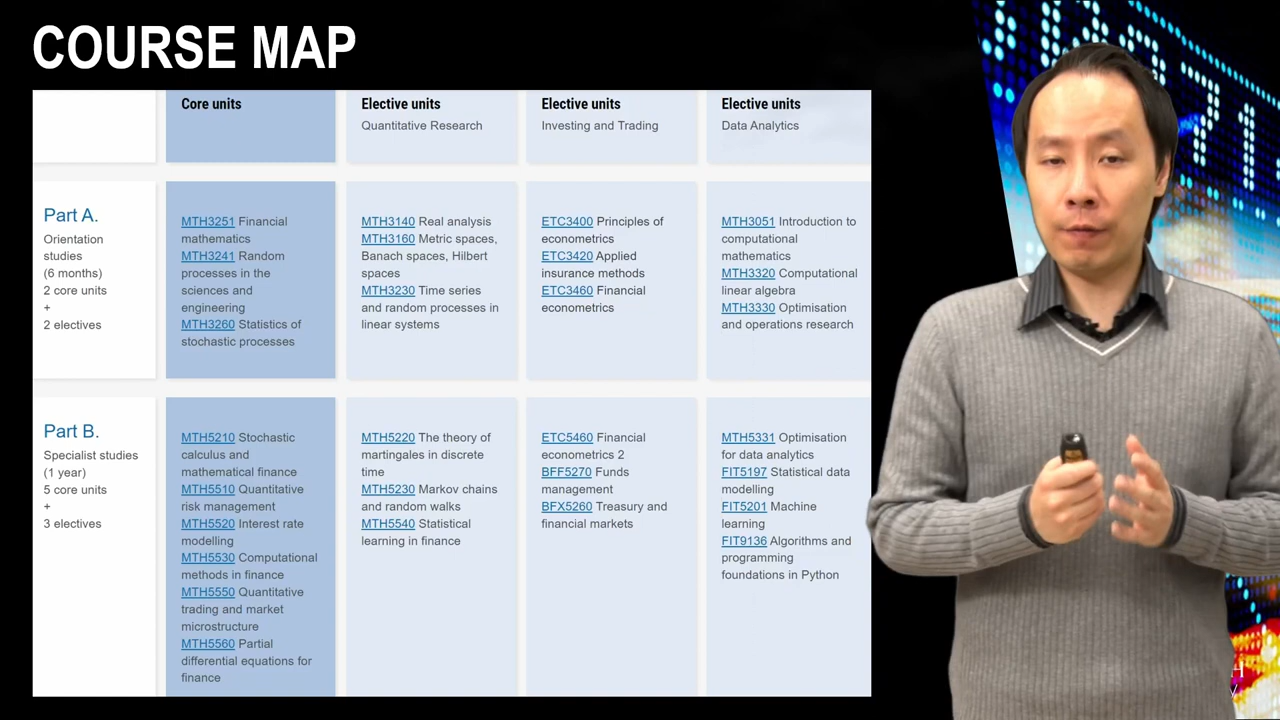 COURSE MAP
Core units
Elective units
Quantitative Research
Elective units
Investing and Trading
Elective units
Data Analytics
Part A.
Orientation
studies
(6 months)
2 core units
+
2 electives
MTH3251 Financial
mathematics
MTH3241 Random
processes in the
sciences and
engineering
MTH3260 Statistics of
stochastic processes
MTH3140 Real analysis
MTH3160 Metric spaces,
Banach spaces, Hilbert
spaces
MTH3230 Time series
and random processes in
linear systems
ETC3400 Principles of
econometrics
ETC3420 Applied
insurance methods
ETC3460 Financial
econometrics
MTH3051 Introduction to
computational
mathematics
MTH3320 Computational
linear algebra
MTH3330 Optimisation
and operations research
Part B.
Specialist studies
(1 year)
5 core units
+
3 electives
MTH5210 Stochastic
calculus and
mathematical finance
MTH5510 Quantitative
risk management
MTH5520 Interest rate
modelling
MTH5530 Computational
methods in finance
MTH5550 Quantitative
trading and market
microstructure
MTH5560 Partial
differential equations for
finance
MTH5220 The theory of
martingales in discrete
time
MTH5230 Markov chains
and random walks
MTH5540 Statistical
learning in finance
ETC5460 Financial
econometrics 2
BFF5270 Funds
management
BFX5260 Treasury and
financial markets
MTH5331 Optimisation
for data analytics
FIT5197 Statistical data
modelling
FIT5201 Machine
learning
FIT9136 Algorithms and
programming
foundations in Python